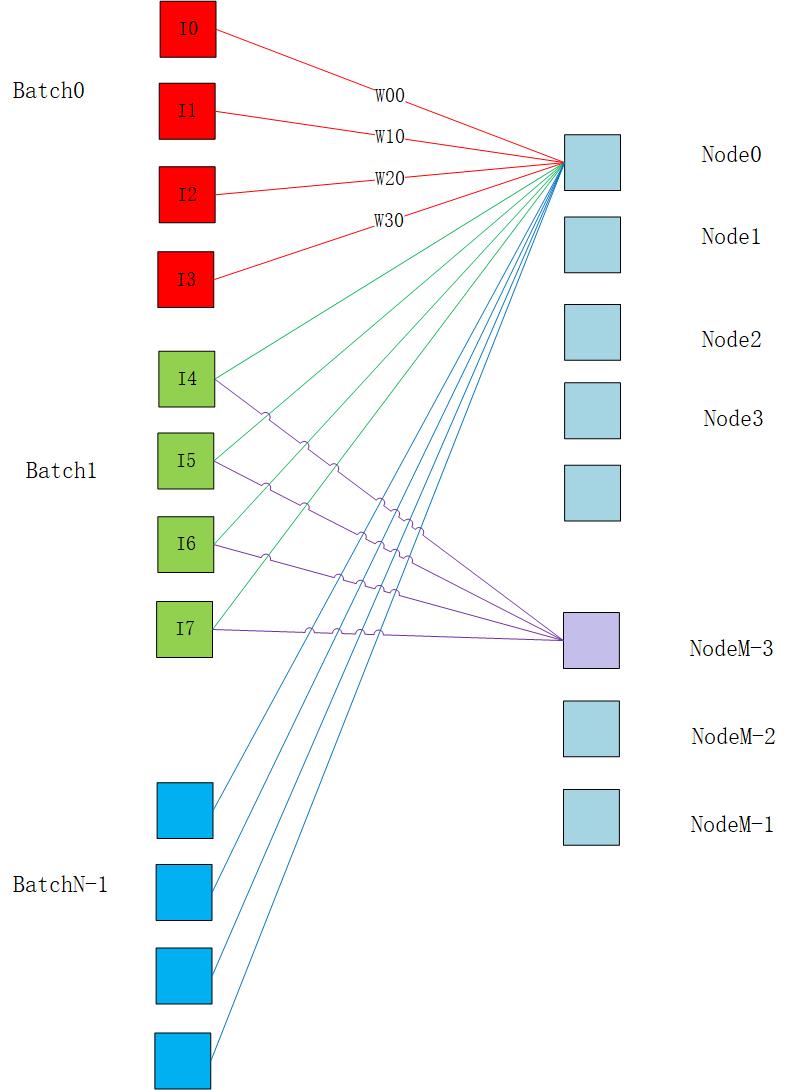 I0
Batch0
W00
I1
W10
Node0
I2
W20
W30
Node1
I3
Node2
I4
Node3
I5
Batch1
I6
I7
NodeM-3
NodeM-2
NodeM-1
BatchN-1